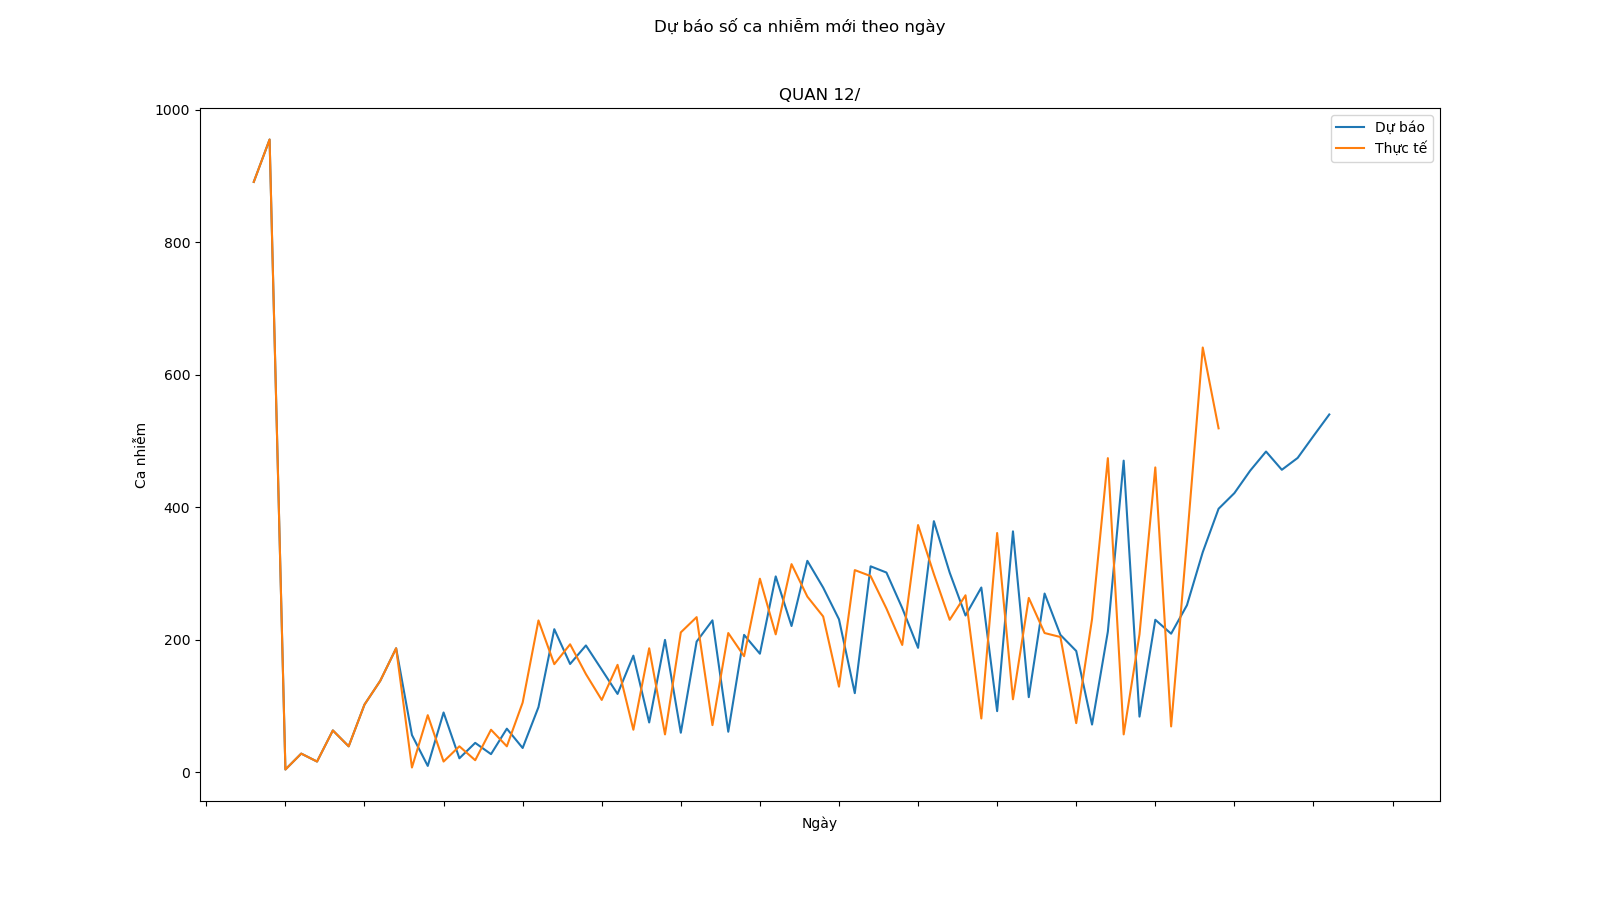 Dự báo số ca nhiễm mới theo ngày
QUAN 12/
1000
800
600
400
200
0
Ca nhiễm
Dự báo
Thực tế
Ngày